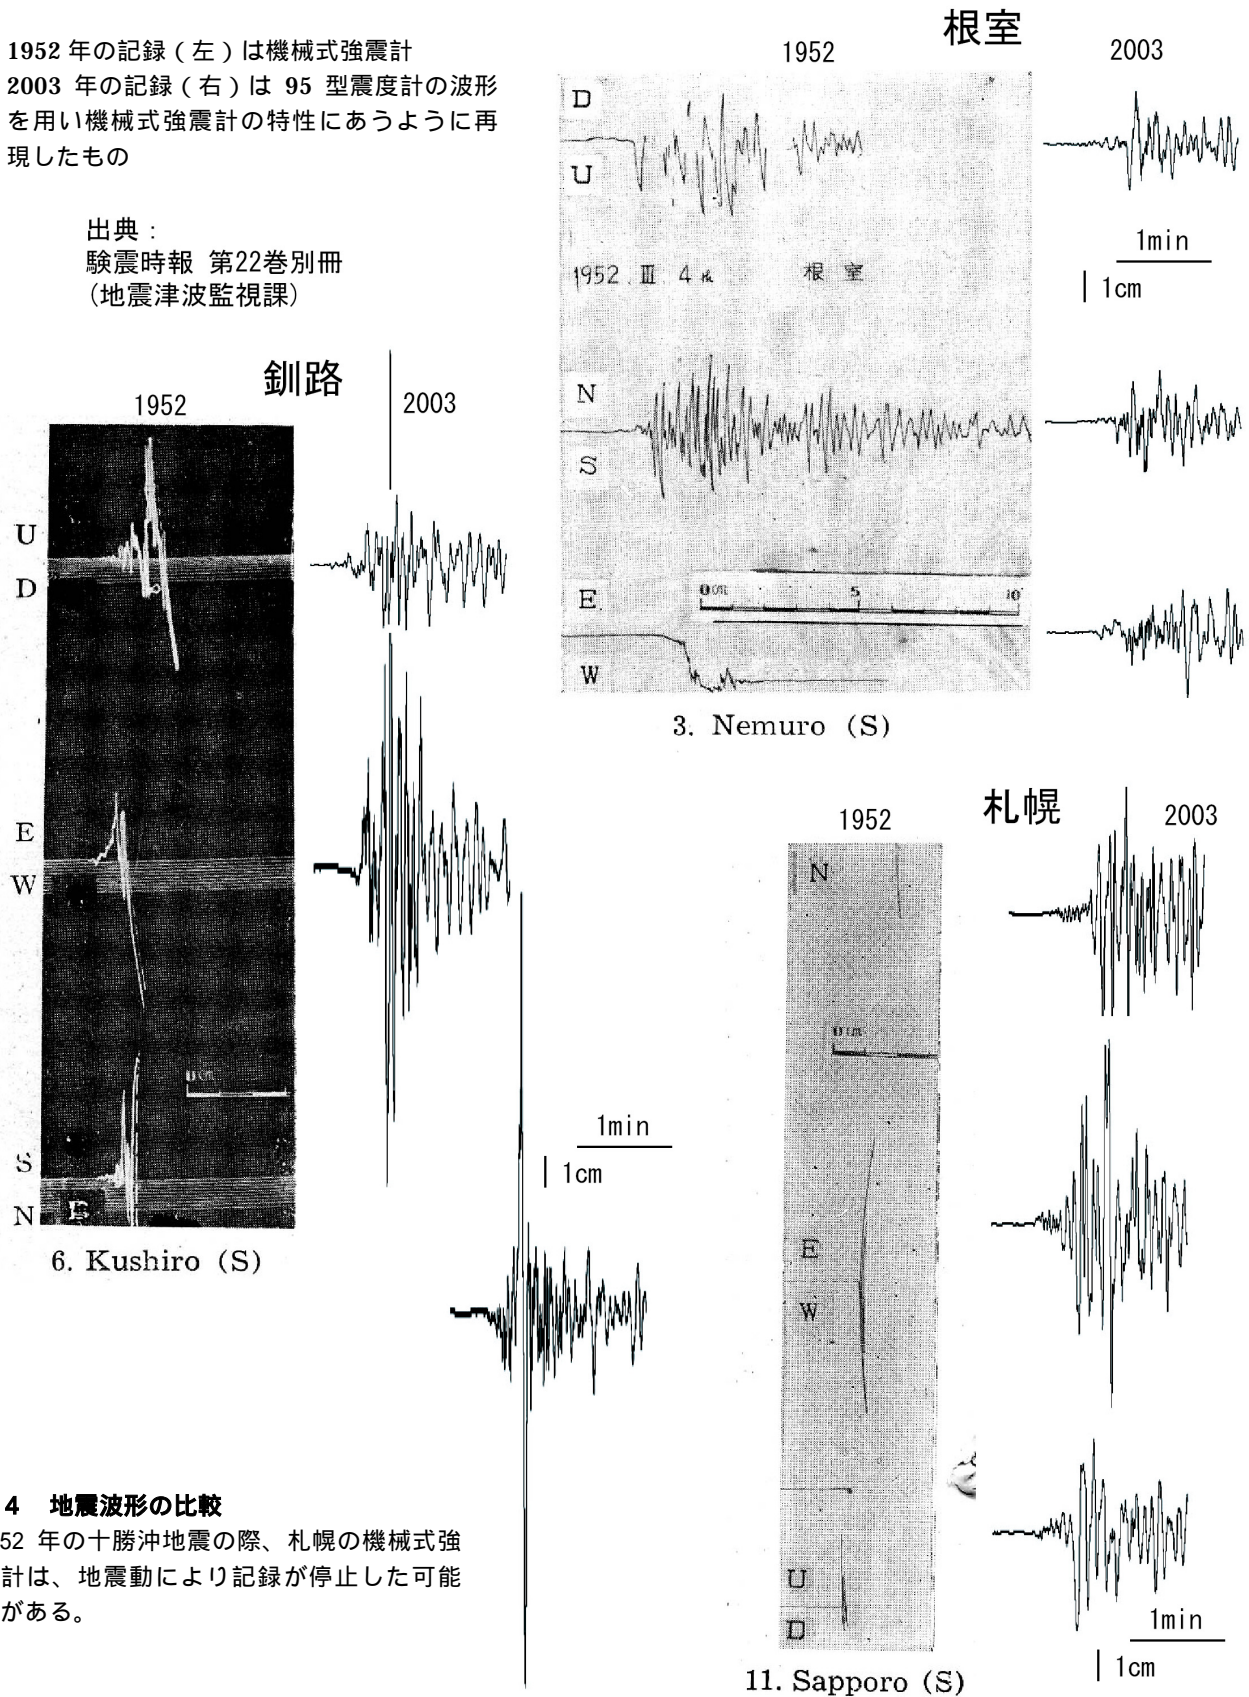 1952 年の記録（左）は機械式強震計
2003 年の記録（右）は 95 型震度計の波形
を用い機械式強震計の特性にあうように再
現したもの
出典：
験震時報 第22巻別冊
(地震津波監視課)
根室
1952
2003
D
U
1952. III. 4
根室
N
S
0 cm 5 10
E
W
3. Nemuro (S)
1min
1cm
釧路
1952
2003
U
D
E
W
S
N
6. Kushiro (S)
1min
1cm
札幌
1952
2003
N
E
W
U
D
11. Sapporo (S)
1min
1cm
4 地震波形の比較
52 年の十勝沖地震の際、札幌の機械式強
計は、地震動により記録が停止した可能
がある。